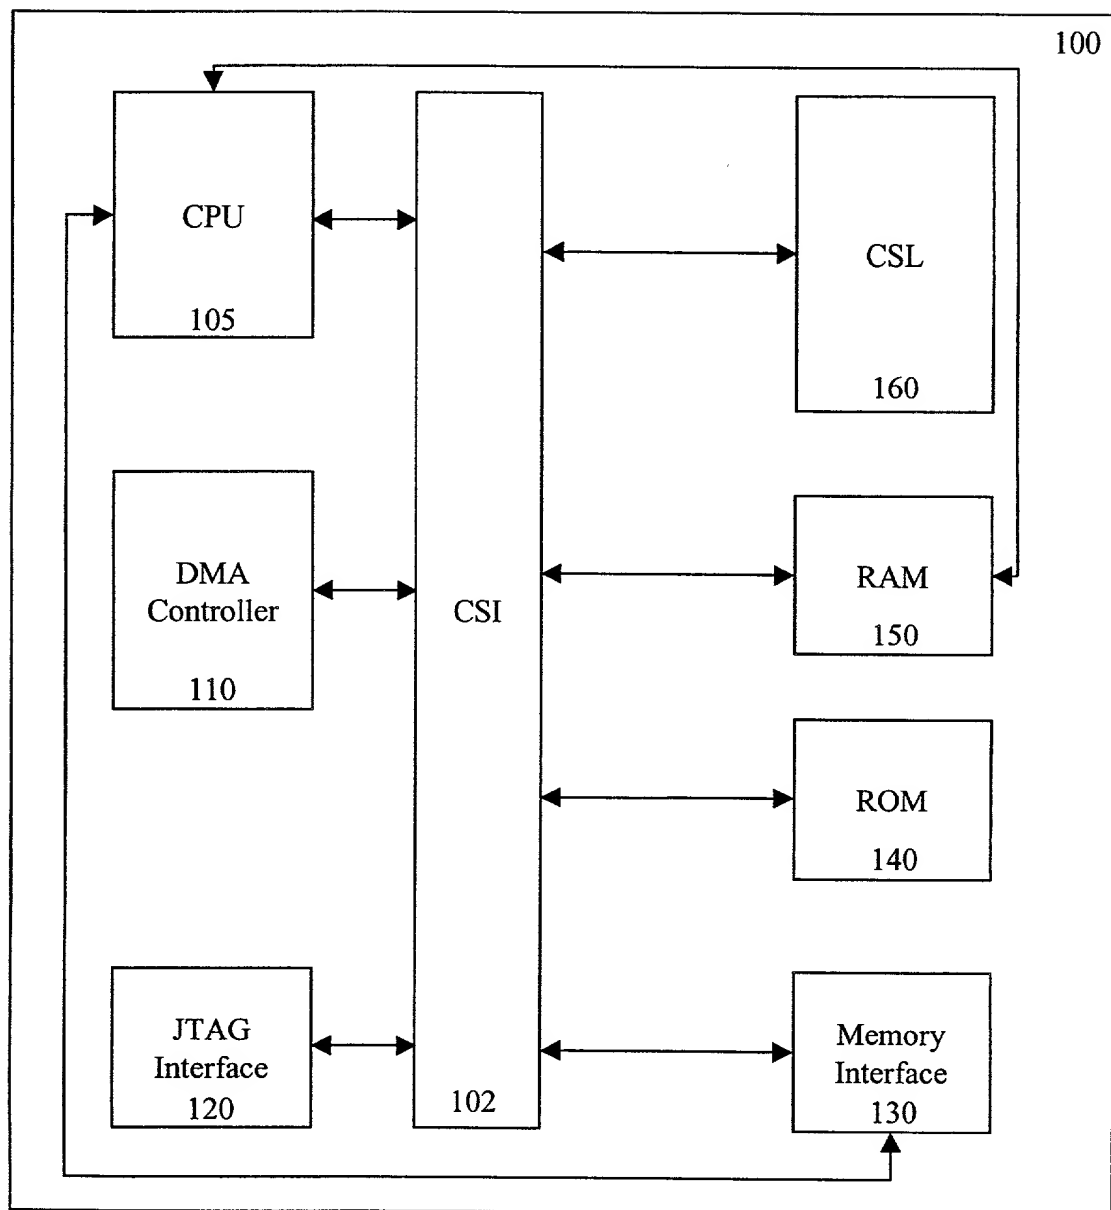 100
CPU
105
CSL
160
DMA
Controller
110
CSI
102
RAM
150
ROM
140
JTAG
Interface
120
Memory
Interface
130